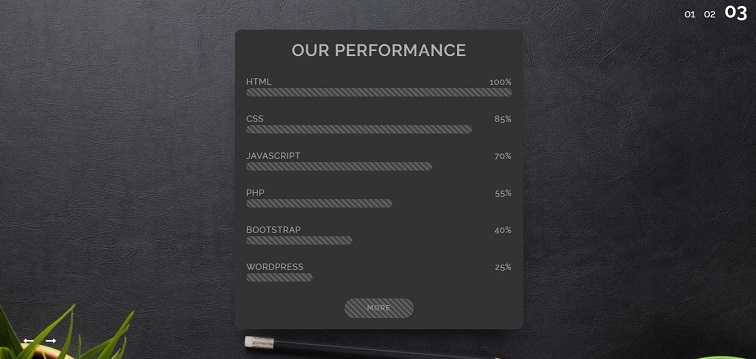 01 02 03
OUR PERFORMANCE
HTML 100%
CSS 85%
JAVASCRIPT 70%
PHP 55%
BOOTSTRAP 40%
WORDPRESS 25%
MORE